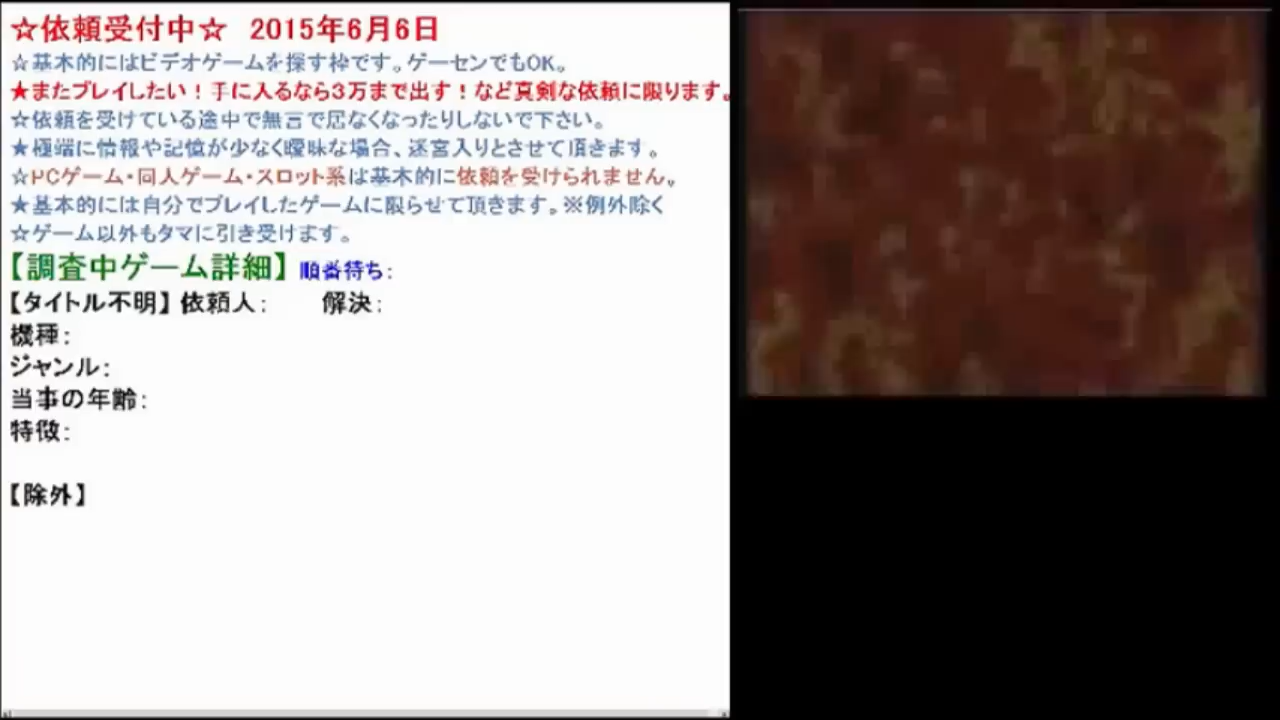 ☆依頼受付中☆ 2015年6月6日
☆基本的にはビデオゲームを探す枠です。ゲーセンでもOK。
★またプレイしたい！手に入るなら3万まで出す！など真剣な依頼に限ります。
☆依頼を受けている途中で無言で居なくなったりしないで下さい。
★極端に情報や記憶が少なく曖昧な場合、迷宮入りとさせて頂きます。
☆PCゲーム・同人ゲーム・スロット系は基本的に依頼を受けられません。
★基本的には自分でプレイしたゲームに限らせて頂きます。※例外除く
☆ゲーム以外もタマに引き受けます。
【調査中ゲーム詳細】 順番待ち:
【タイトル不明】 依頼人: 解決:
機種:
ジャンル:
当事の年齢:
特徴:
【除外】